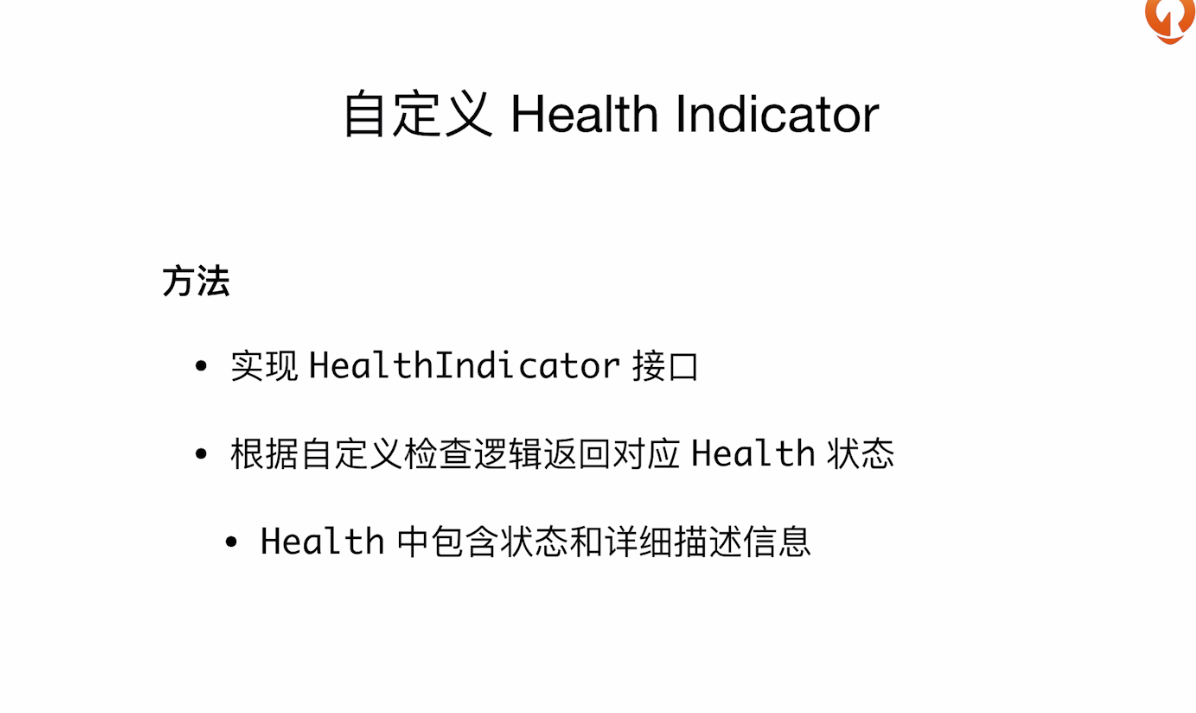 自定义 Health Indicator
方法
• 实现 HealthIndicator 接口
• 根据自定义检查逻辑返回对应 Health 状态
• Health 中包含状态和详细描述信息